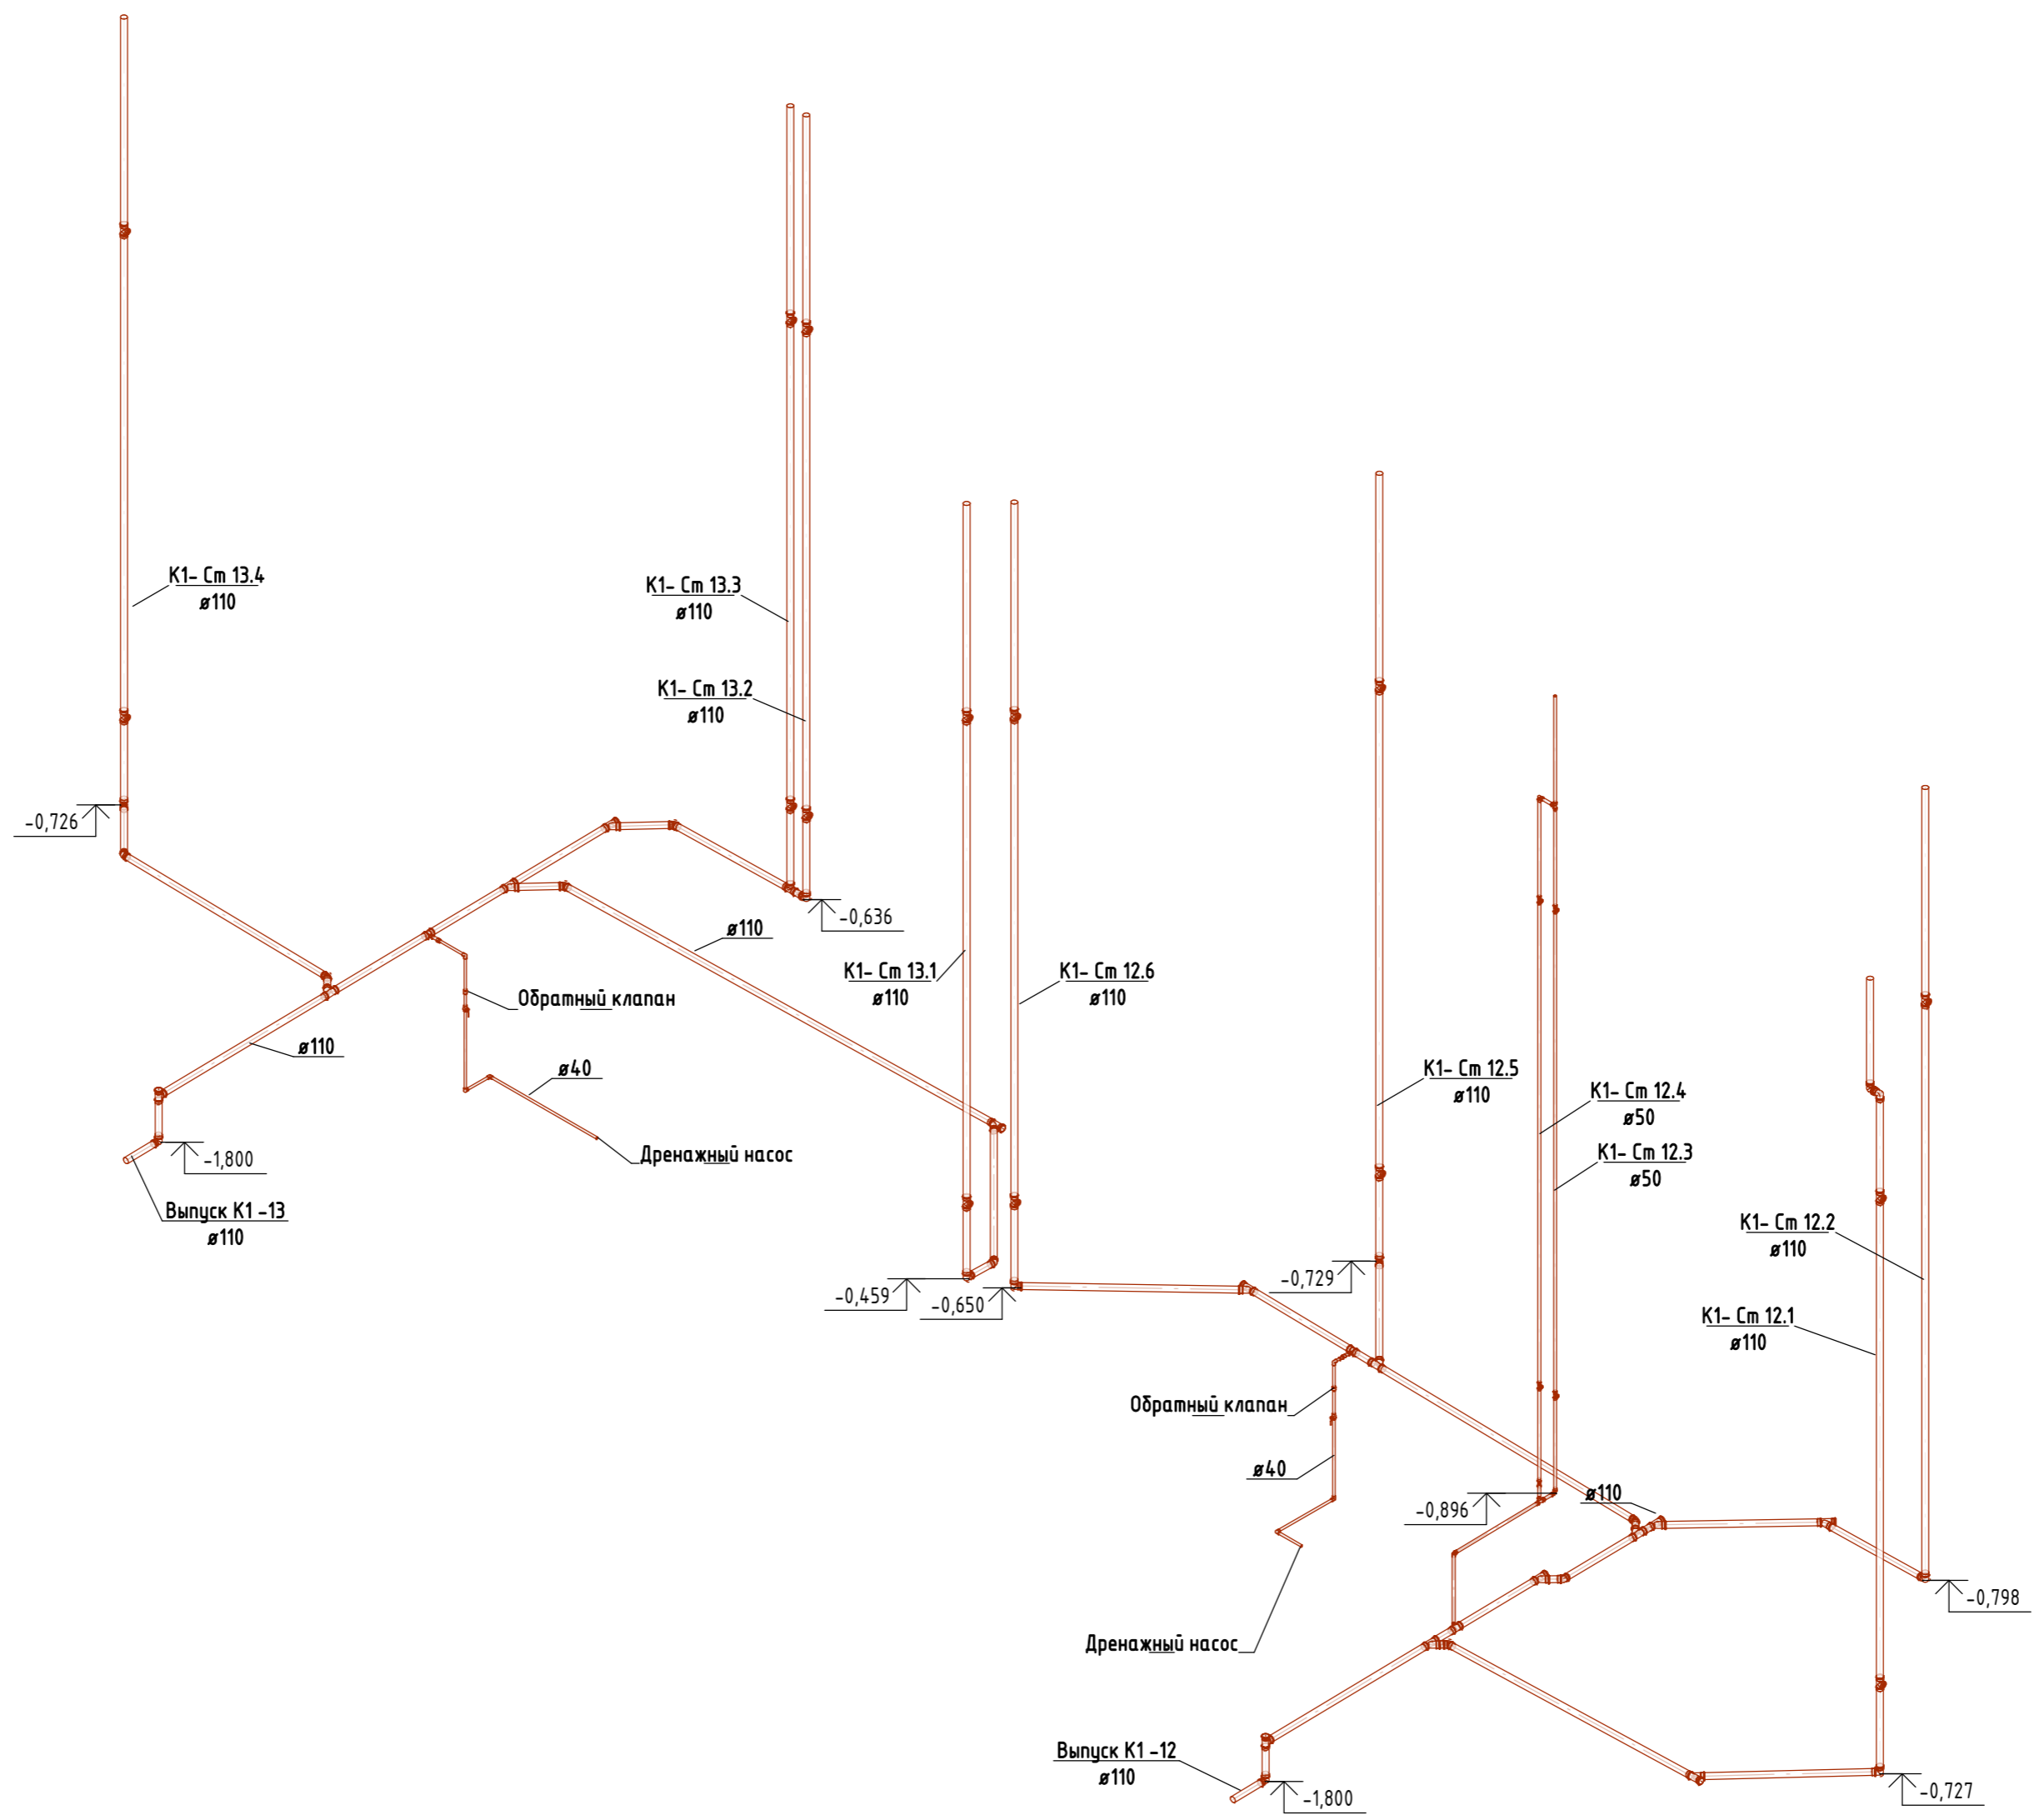 К1- Ст 13.4
ø110
К1- Ст 13.3
ø110
К1- Ст 13.2
ø110
-0,726
-0,636
ø110
К1- Ст 13.1
ø110
К1- Ст 12.6
ø110
Обратный клапан
ø110
ø40
Дренажный насос
-1,800
Выпуск К1 -13
ø110
К1- Ст 12.5
ø110
К1- Ст 12.4
ø50
К1- Ст 12.3
ø50
К1- Ст 12.2
ø110
-0,729
-0,459
-0,650
К1- Ст 12.1
ø110
Обратный клапан
ø40
ø110
-0,896
-0,798
Дренажный насос
Выпуск К1 -12
ø110
-1,800
-0,727